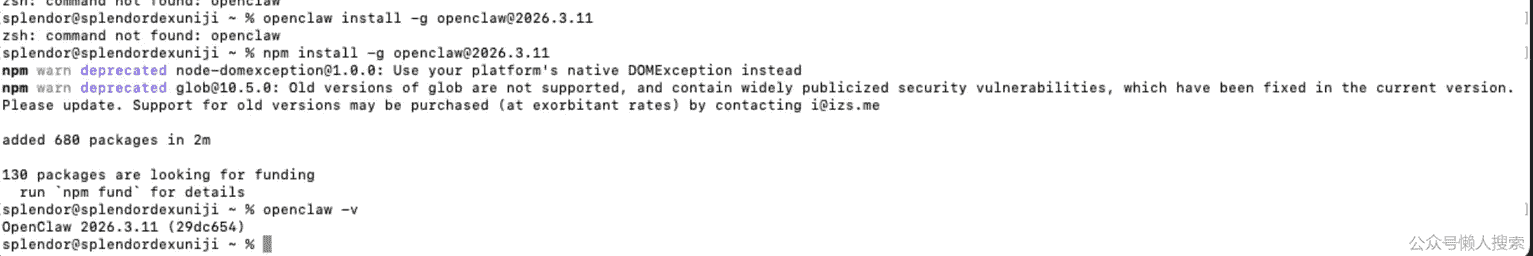 zsh: command not found: openclaw
[splendor@splendordexuniji ~ % openclaw install -g openclaw@2026.3.11
zsh: command not found: openclaw
[splendor@splendordexuniji ~ % npm install -g openclaw@2026.3.11
npm warn deprecated node-domexception@1.0.0: Use your platform's native DOMException instead
npm warn deprecated glob@10.5.0: Old versions of glob are not supported, and contain widely publicized security vulnerabilities, which have been fixed in the current version.
Please update. Support for old versions may be purchased (at exorbitant rates) by contacting i@izs.me
added 680 packages in 2m
130 packages are looking for funding
  run `npm fund` for details
[splendor@splendordexuniji ~ % openclaw -v
OpenClaw 2026.3.11 (29dc654)
splendor@splendordexuniji ~ %
公众号懒人搜索